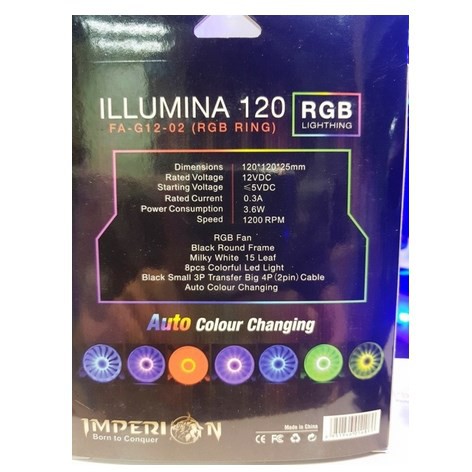 ILLUMINA 120
RGB
LIGHTHING
FA-G12-02 (RGB RING)
Dimensions 120*120*25mm
Rated Voltage 12VDC
Starting Voltage ≤5VDC
Rated Current 0.3A
Power Consumption 3.6W
Speed 1200 RPM
RGB Fan
Black Round Frame
Milky White 15 Leaf
8pcs Colorful Led Light
Black Small 3P Transfer Big 4P(2pin) Cable
Auto Colour Changing
Auto Colour Changing
IMPERION
Born to Conquer
Made in China
CE FC